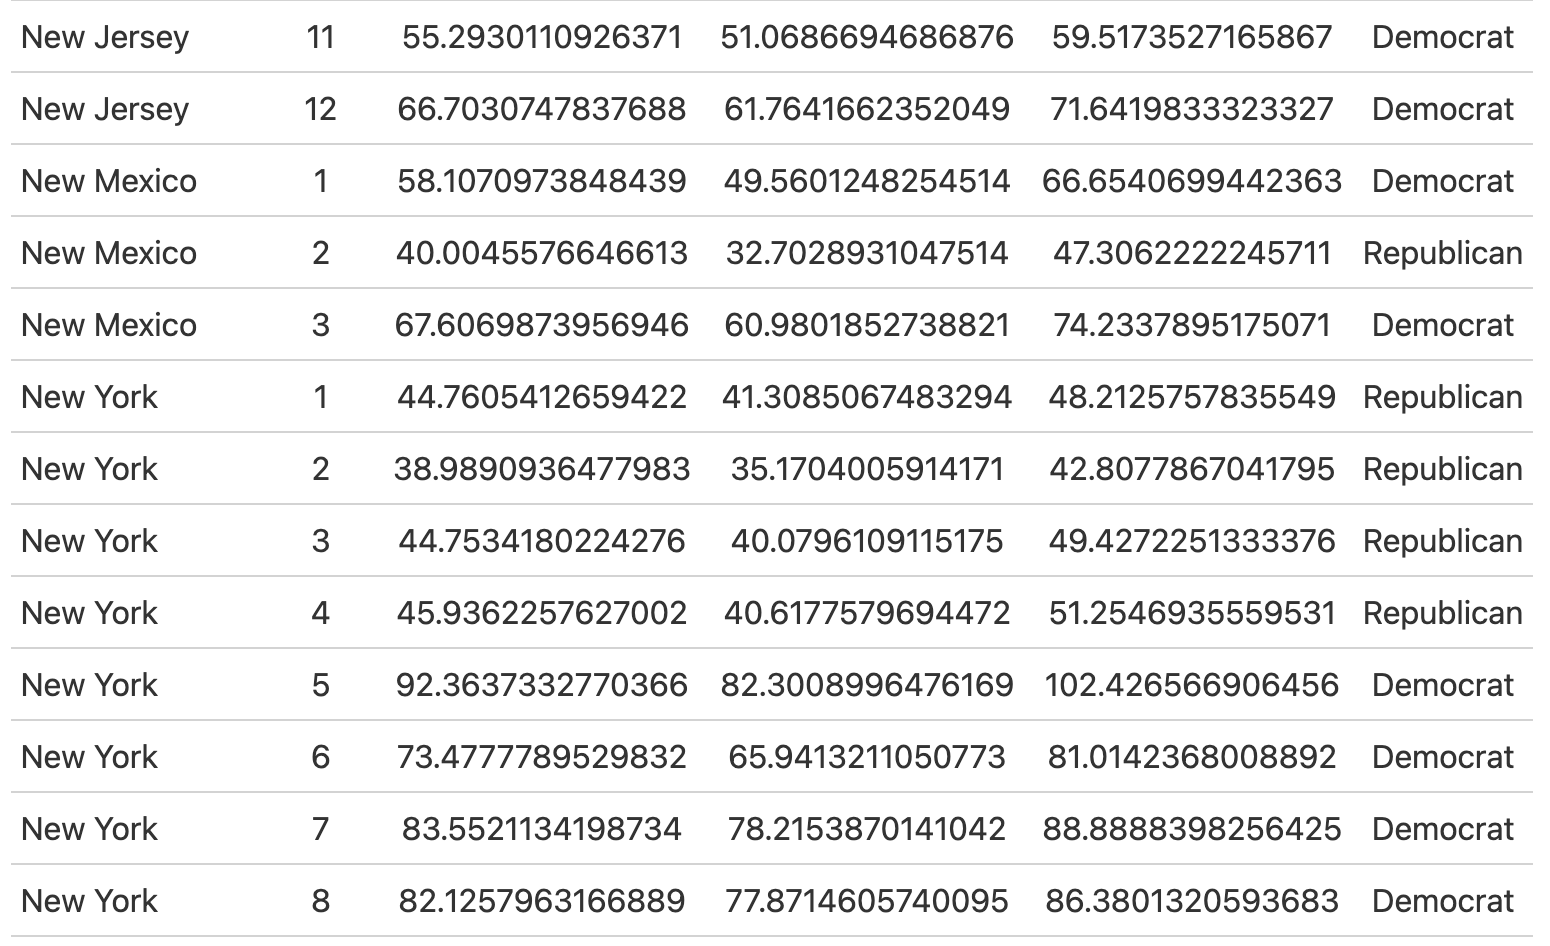 New Jersey 11 55.2930110926371 51.0686694686876 59.5173527165867 Democrat
New Jersey 12 66.7030747837688 61.7641662352049 71.6419833323327 Democrat
New Mexico 1 58.1070973848439 49.5601248254514 66.6540699442363 Democrat
New Mexico 2 40.0045576646613 32.7028931047514 47.3062222245711 Republican
New Mexico 3 67.6069873956946 60.9801852738821 74.2337895175071 Democrat
New York 1 44.7605412659422 41.3085067483294 48.2125757835549 Republican
New York 2 38.9890936477983 35.1704005914171 42.8077867041795 Republican
New York 3 44.7534180224276 40.0796109115175 49.4272251333376 Republican
New York 4 45.9362257627002 40.6177579694472 51.2546935559531 Republican
New York 5 92.3637332770366 82.3008996476169 102.426566906456 Democrat
New York 6 73.4777789529832 65.9413211050773 81.0142368008892 Democrat
New York 7 83.5521134198734 78.2153870141042 88.8888398256425 Democrat
New York 8 82.1257963166889 77.8714605740095 86.3801320593683 Democrat